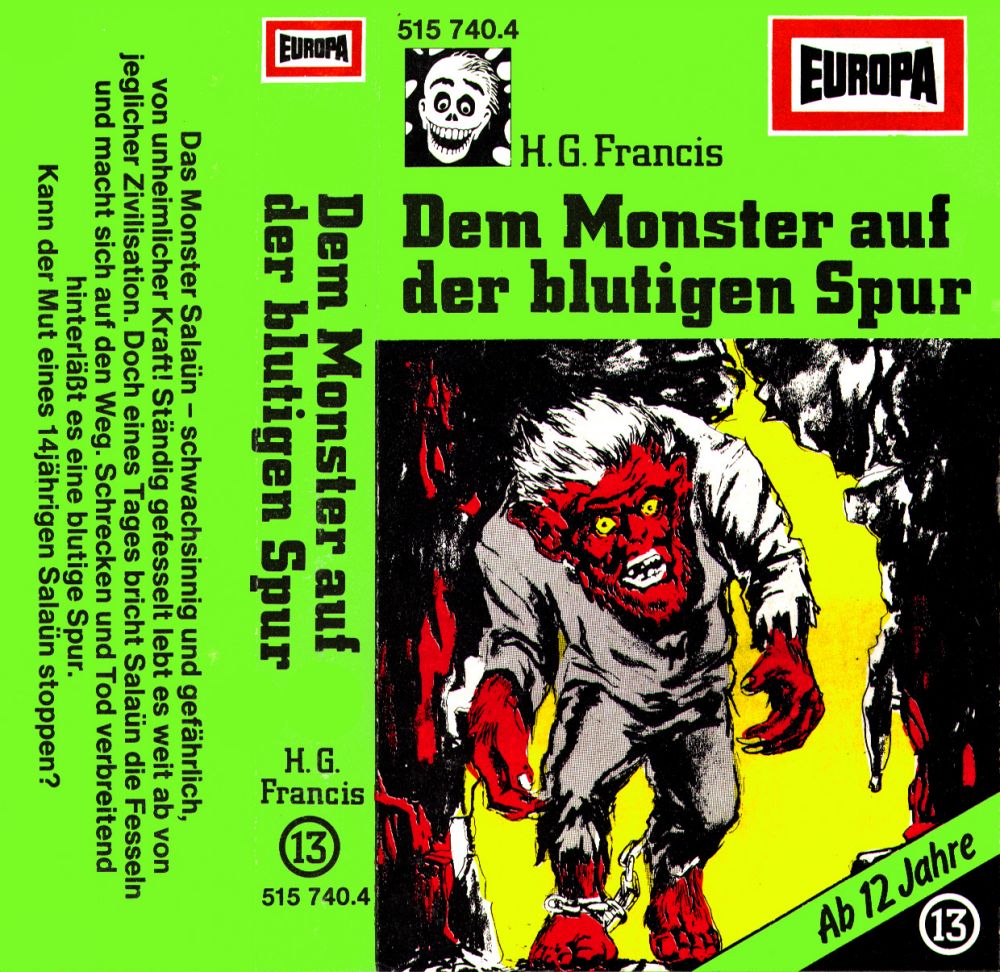 Das Monster Salaün – schwachsinnig und gefährlich,
von unheimlicher Kraft! Ständig gefesselt lebt es weit ab von
jeglicher Zivilisation. Doch eines Tages bricht Salaün die Fesseln
und macht sich auf den Weg. Schrecken und Tod verbreitend
hinterläßt es eine blutige Spur.
Kann der Mut eines 14jährigen Salaün stoppen?
EUROPA
Dem Monster auf
der blutigen Spur
H. G.
Francis
13
515 740.4
515 740.4
EUROPA
H. G. Francis
Dem Monster auf
der blutigen Spur
Ab 12 Jahre
13